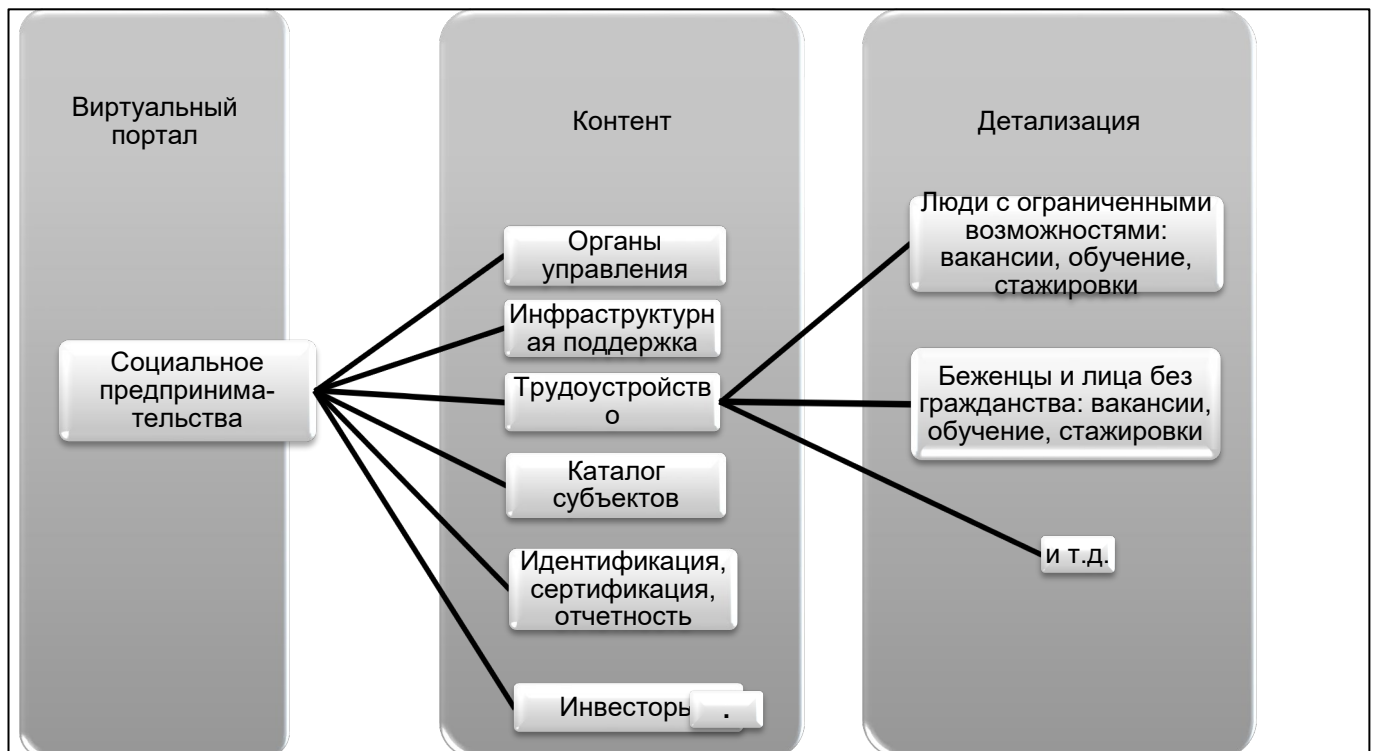 Виртуальный
портал
Контент
Детализация
Социальное
предпринима-
тельства
Органы
управления
Инфраструктурн
ая поддержка
Трудоустройств
о
Каталог
субъектов
Идентификация,
сертификация,
отчетность
Инвесторы
.
Люди с ограниченными
возможностями:
вакансии, обучение,
стажировки
Беженцы и лица без
гражданства: вакансии,
обучение, стажировки
и т.д.